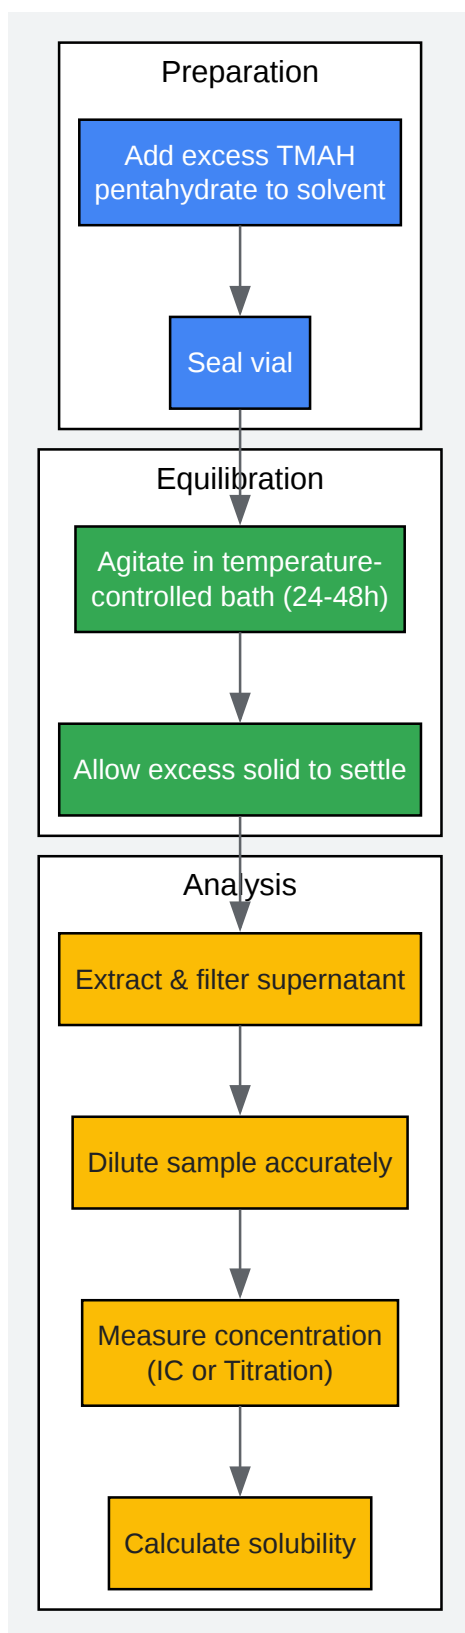 Preparation
Add excess TMAH
pentahydrate to solvent
Seal vial
Equilibration
Agitate in temperature-
controlled bath (24-48h)
Allow excess solid to settle
Analysis
Extract & filter supernatant
Dilute sample accurately
Measure concentration
(IC or Titration)
Calculate solubility